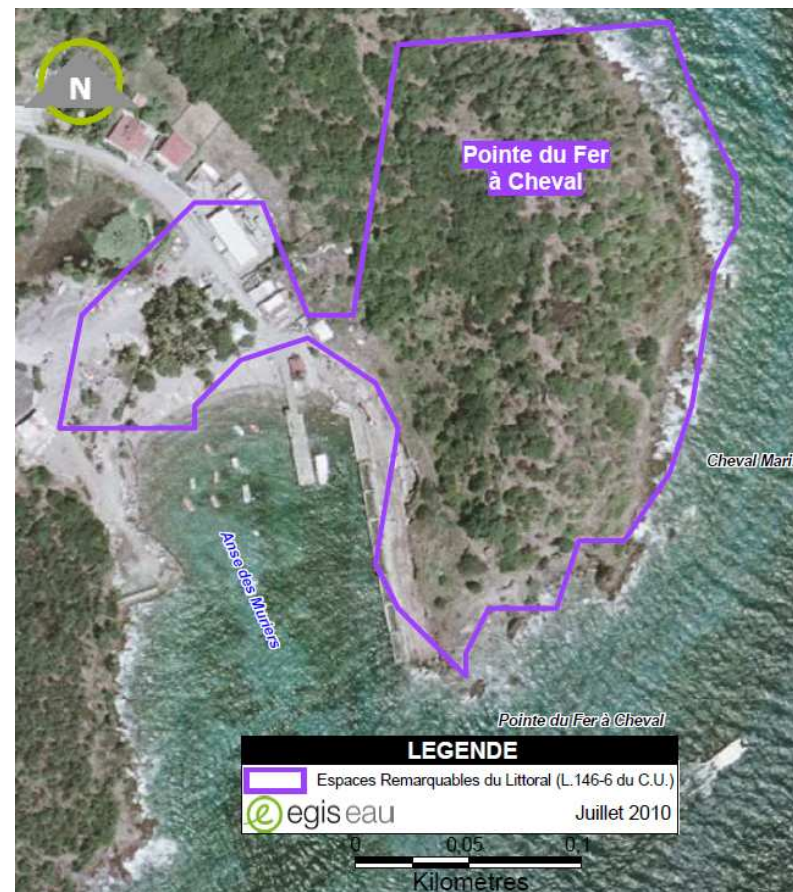 N
Pointe du Fer
à Cheval
Cheval Mari
Anse des Muriers
Pointe du Fer à Cheval
LEGENDE
Espaces Remarquables du Littoral (L.146-6 du C.U.)
egis eau
Juillet 2010
0 0,05 0,1
Kilomètres